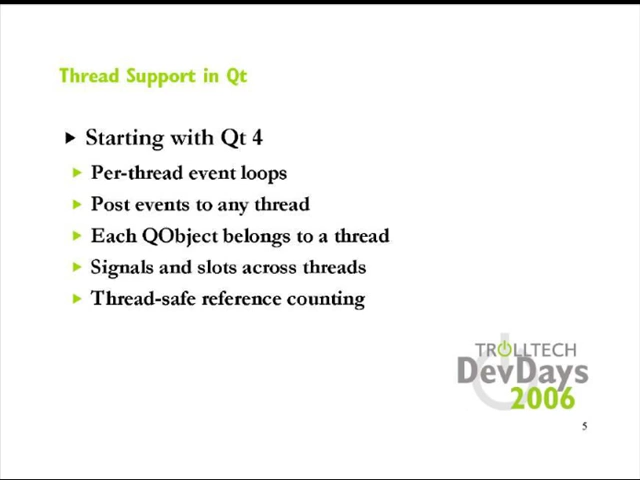 Thread Support in Qt
Starting with Qt 4
Per-thread event loops
Post events to any thread
Each QObject belongs to a thread
Signals and slots across threads
Thread-safe reference counting
TROLLTECH
DevDays
2006
5